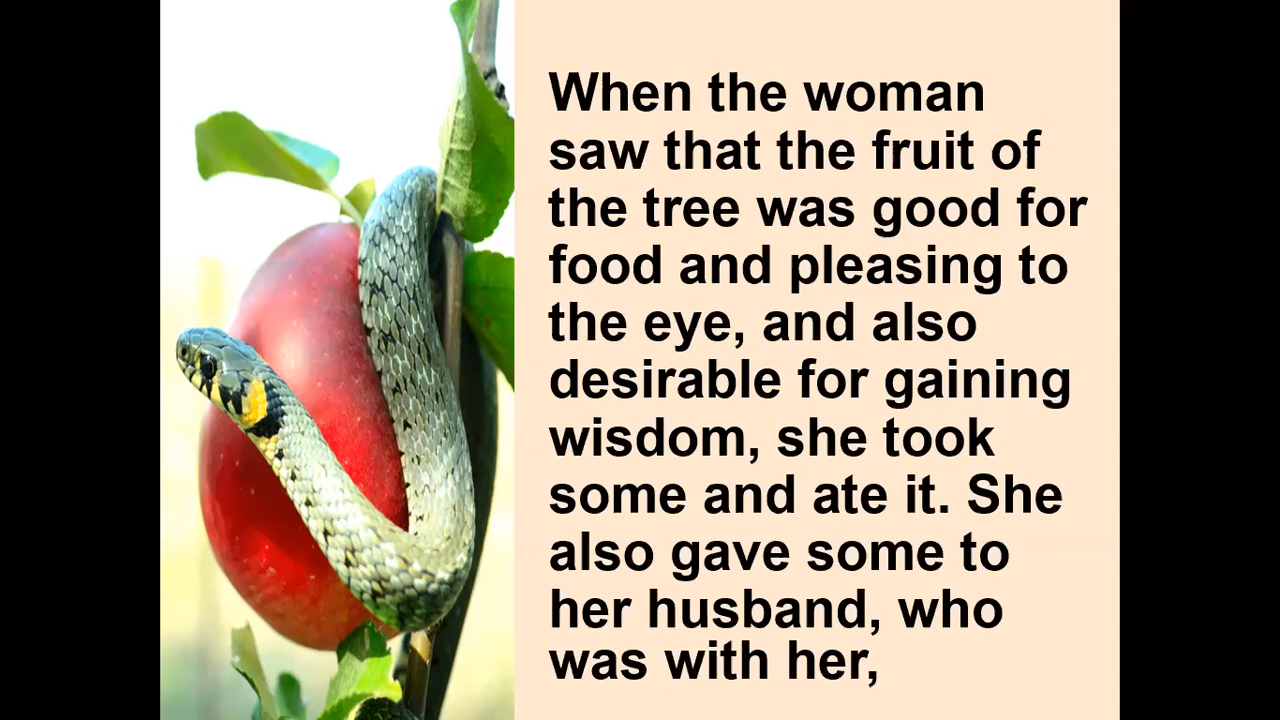 When the woman
saw that the fruit of
the tree was good for
food and pleasing to
the eye, and also
desirable for gaining
wisdom, she took
some and ate it. She
also gave some to
her husband, who
was with her,